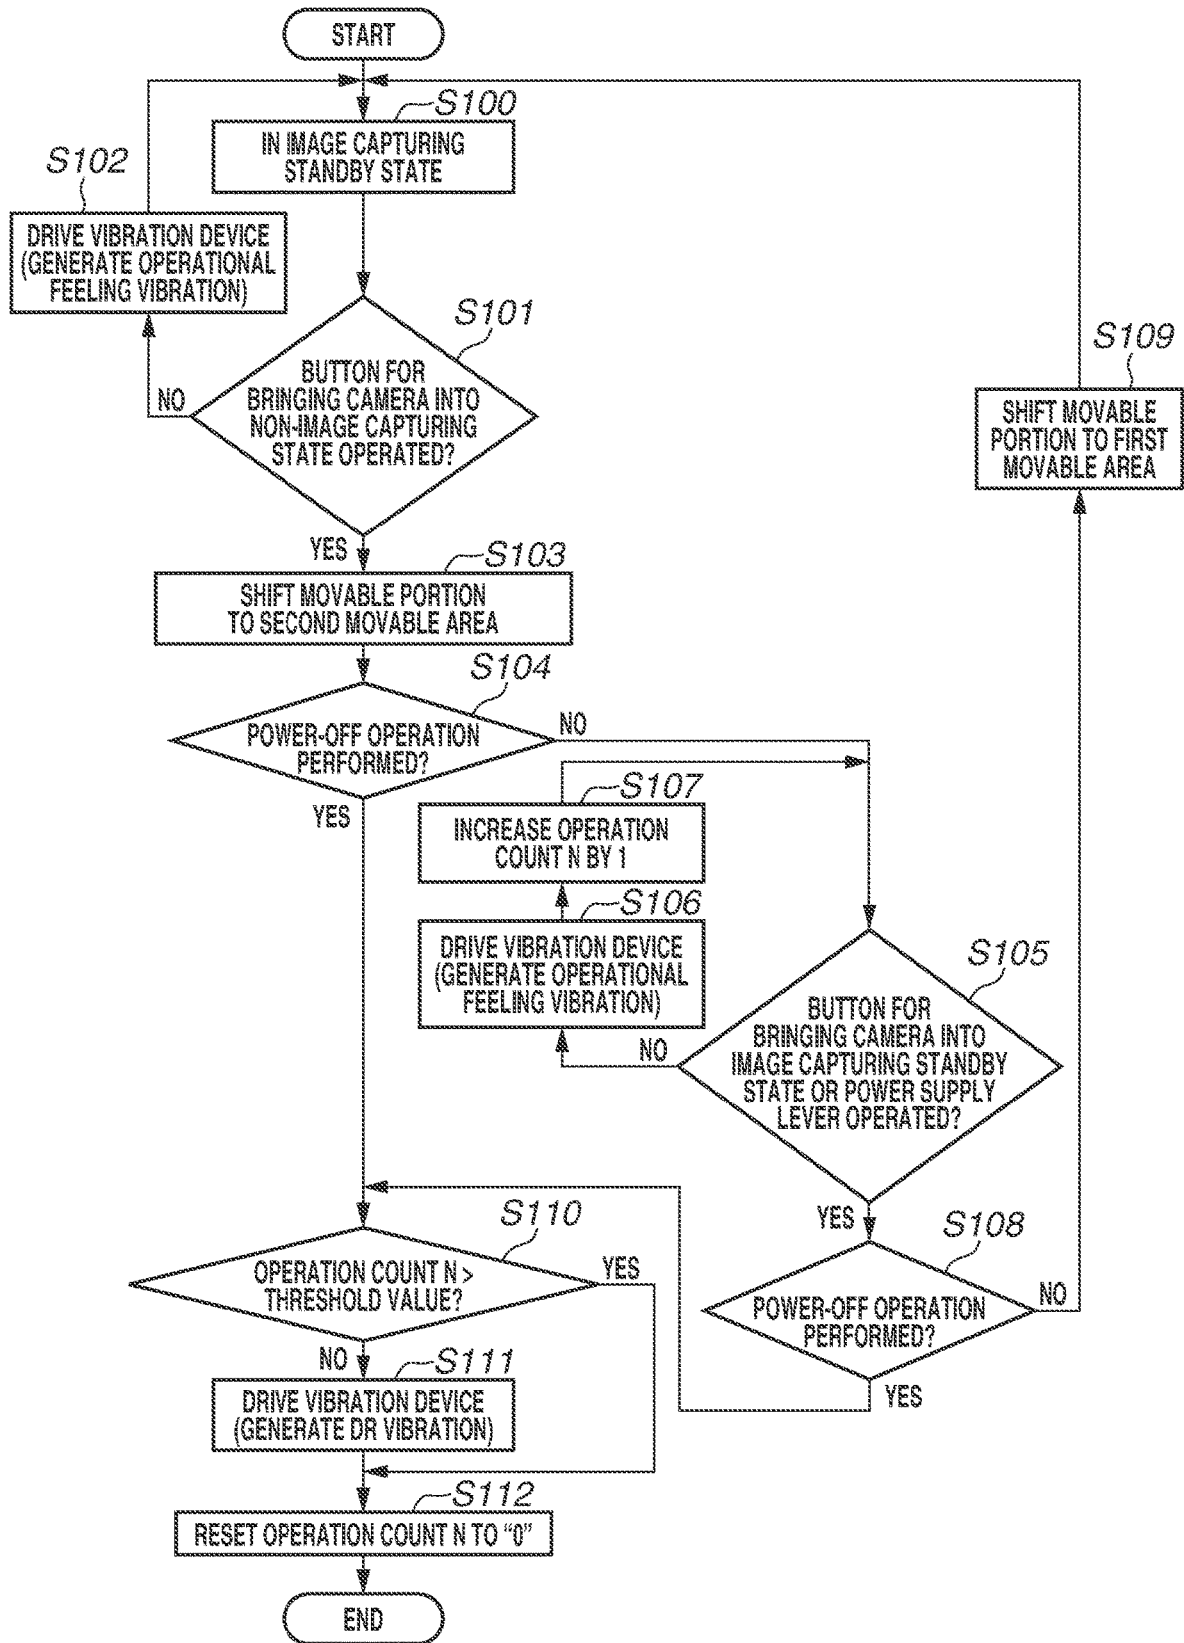 START
S100
IN IMAGE CAPTURING
STANDBY STATE
S102
DRIVE VIBRATION DEVICE
(GENERATE OPERATIONAL
FEELING VIBRATION)
S101
BUTTON FOR
BRINGING CAMERA INTO
NON-IMAGE CAPTURING
STATE OPERATED?
NO
YES
S109
SHIFT MOVABLE
PORTION TO FIRST
MOVABLE AREA
S103
SHIFT MOVABLE PORTION
TO SECOND MOVABLE AREA
S104
POWER-OFF OPERATION
PERFORMED?
NO
YES
S107
INCREASE OPERATION
COUNT N BY 1
S106
DRIVE VIBRATION DEVICE
(GENERATE OPERATIONAL
FEELING VIBRATION)
S105
BUTTON FOR
BRINGING CAMERA INTO
IMAGE CAPTURING STANDBY
STATE OR POWER SUPPLY
LEVER OPERATED?
NO
YES
S108
POWER-OFF OPERATION
PERFORMED?
NO
YES
S110
OPERATION COUNT N >
THRESHOLD VALUE?
YES
NO
S111
DRIVE VIBRATION DEVICE
(GENERATE DR VIBRATION)
S112
RESET OPERATION COUNT N TO “0”
END